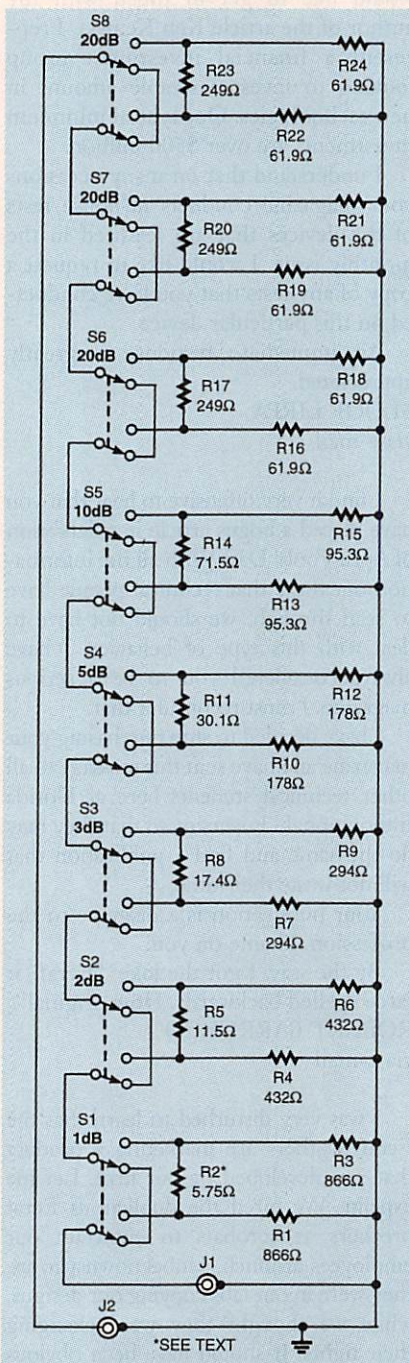 S8
20dB
R23
249Ω
R24
61.9Ω
R22
61.9Ω
S7
20dB
R20
249Ω
R21
61.9Ω
R19
61.9Ω
S6
20dB
R17
249Ω
R18
61.9Ω
R16
61.9Ω
S5
10dB
R14
71.5Ω
R15
95.3Ω
R13
95.3Ω
S4
5dB
R11
30.1Ω
R12
178Ω
R10
178Ω
S3
3dB
R8
17.4Ω
R9
294Ω
R7
294Ω
S2
2dB
R5
11.5Ω
R6
432Ω
R4
432Ω
S1
1dB
R2*
5.75Ω
R3
866Ω
R1
866Ω
J1
J2
*SEE TEXT